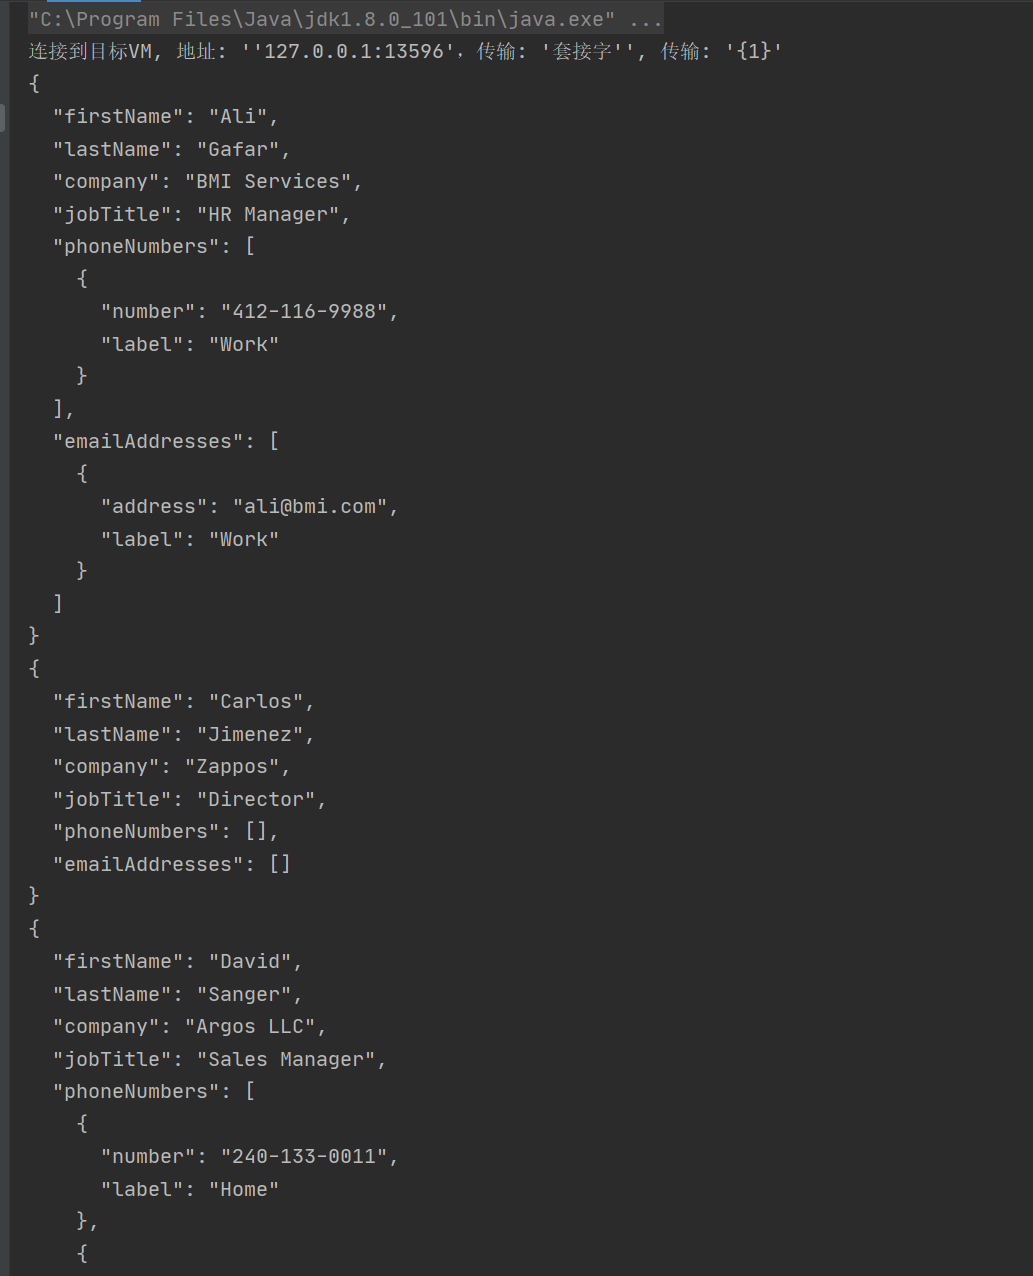 "C:\Program Files\Java\jdk1.8.0_101\bin\java.exe" ...
连接到目标VM, 地址: ''127.0.0.1:13596'，传输: '套接字'', 传输: '{1}'
{
  "firstName": "Ali",
  "lastName": "Gafar",
  "company": "BMI Services",
  "jobTitle": "HR Manager",
  "phoneNumbers": [
    {
      "number": "412-116-9988",
      "label": "Work"
    }
  ],
  "emailAddresses": [
    {
      "address": "ali@bmi.com",
      "label": "Work"
    }
  ]
}
{
  "firstName": "Carlos",
  "lastName": "Jimenez",
  "company": "Zappos",
  "jobTitle": "Director",
  "phoneNumbers": [],
  "emailAddresses": []
}
{
  "firstName": "David",
  "lastName": "Sanger",
  "company": "Argos LLC",
  "jobTitle": "Sales Manager",
  "phoneNumbers": [
    {
      "number": "240-133-0011",
      "label": "Home"
    },
    {